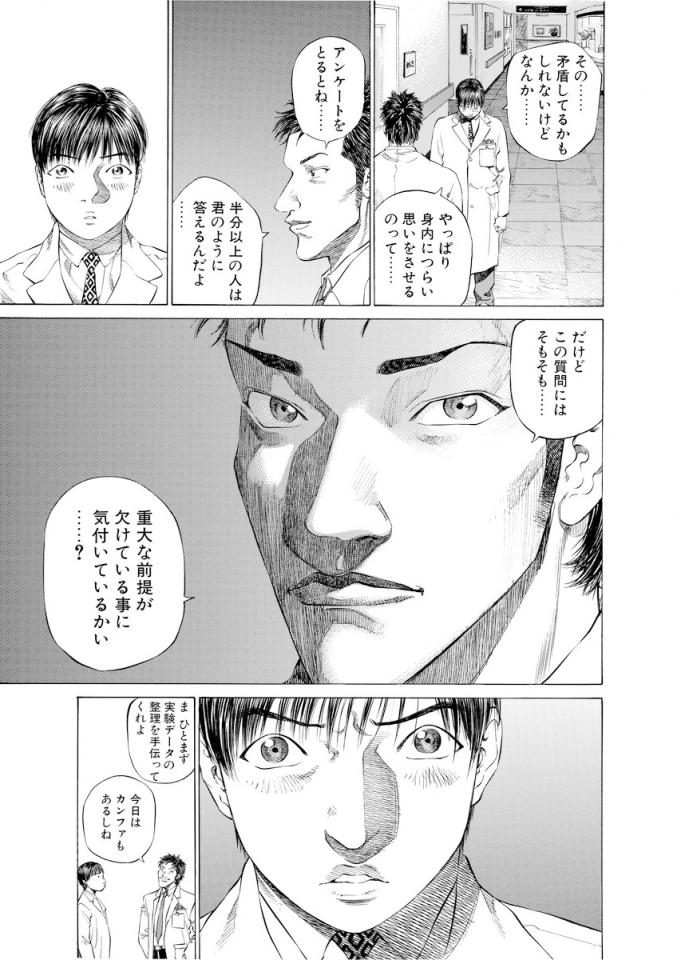 その……
矛盾してるかも
しれないけど
なんか……
やっぱり
身内につらい
思いをさせる
のって……
アンケートを
とるとね……
半分以上の人は
君のように
答えるんだよ
……
だけど
この質問には
そもそも……
重大な前提が
欠けている事に
気付いているかい
……?
ま ひとまず
実験データの
整理を手伝って
くれよ
今日は
カンファも
あるしね